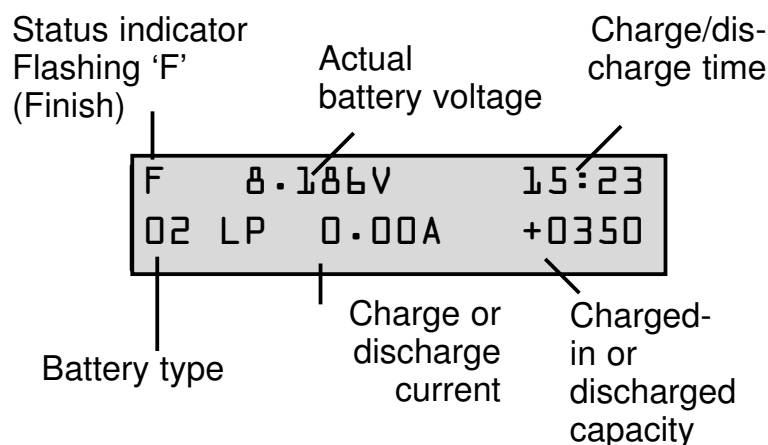 Status indicator
Flashing ‘F’
(Finish)
Actual
battery voltage
Charge/dis-
charge time
F 8.186V 15:23
02 LP 0.00A +0350
Battery type
Charge or
discharge
current
Charged-
in or
discharged
capacity